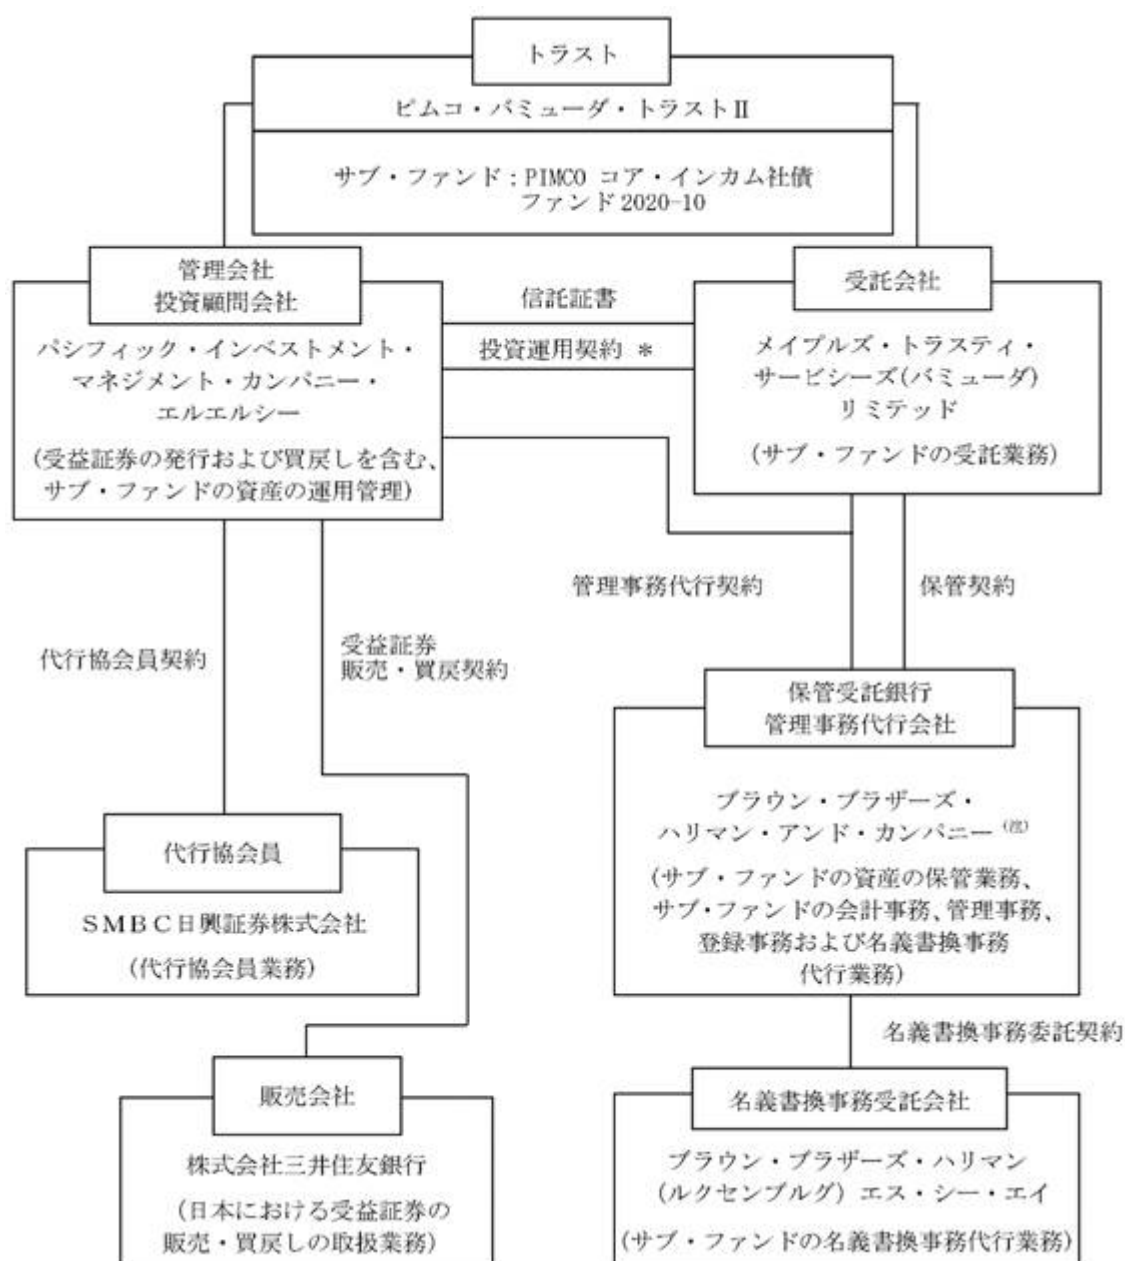 トラスト
ピムコ・バミューダ・トラストⅡ
サブ・ファンド：PIMCO コア・インカム社債
ファンド2020-10
管理会社
投資顧問会社
パシフィック・インベストメント・
マネジメント・カンパニー・
エルエルシー
(受益証券の発行および買戻しを含む、
サブ・ファンドの資産の運用管理)
信託証書
投資運用契約 ＊
受託会社
メイプルズ・トラスティ・
サービシーズ(バミューダ)
リミテッド
(サブ・ファンドの受託業務)
管理事務代行契約
保管契約
代行協会員契約
受益証券
販売・買戻契約
保管受託銀行
管理事務代行会社
ブラウン・ブラザーズ・
ハリマン・アンド・カンパニー(注)
(サブ・ファンドの資産の保管業務、
サブ・ファンドの会計事務、管理事務、
登録事務および名義書換事務
代行業務)
代行協会員
ＳＭＢＣ日興証券株式会社
(代行協会員業務)
名義書換事務委託契約
販売会社
株式会社三井住友銀行
(日本における受益証券の
販売・買戻しの取扱業務)
名義書換事務受託会社
ブラウン・ブラザーズ・ハリマン
(ルクセンブルグ) エス・シー・エイ
(サブ・ファンドの名義書換事務代行業務)